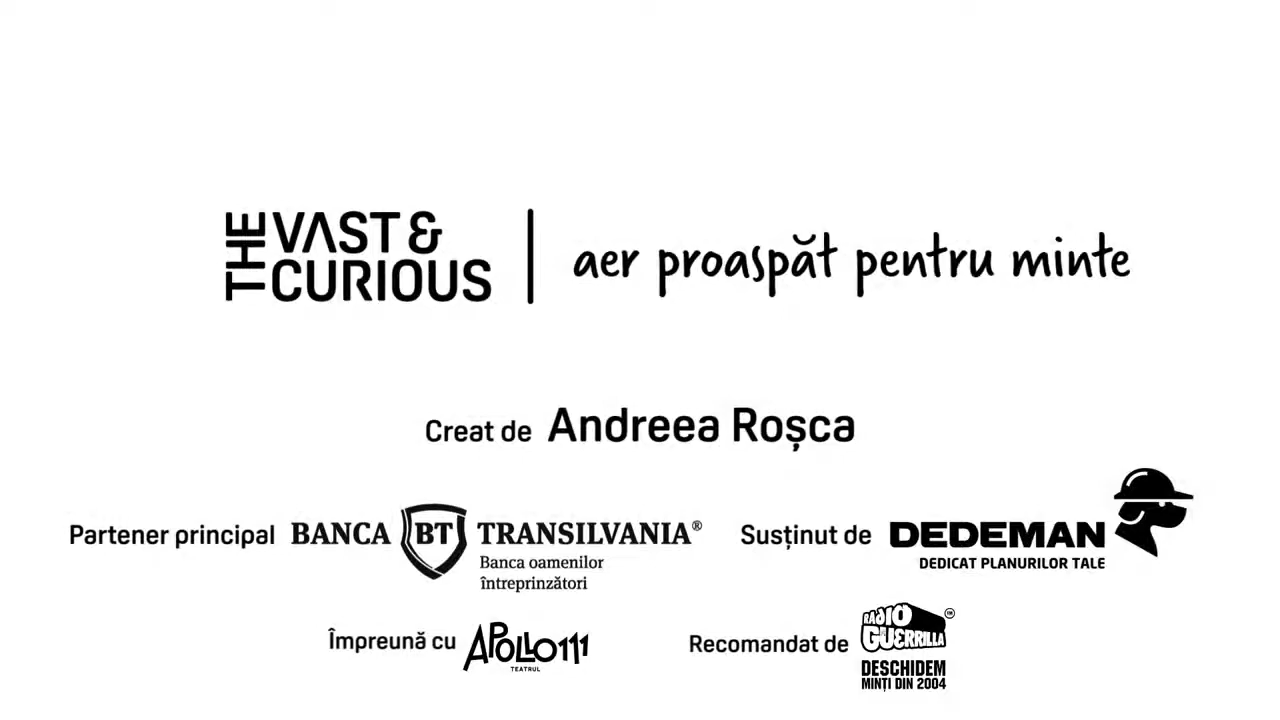 THE VAST & CURIOUS
aer proaspăt pentru minte
Creat de Andreea Roșca
Partener principal BANCA BT TRANSILVANIA®
Banca oamenilor
întreprinzători
Susținut de DEDEMAN
DEDICAT PLANURILOR TALE
Împreună cu APOLLO111
TEATRUL
Recomandat de RADIO GUERRILLA TM
DESCHIDEM
MINȚI DIN 2004